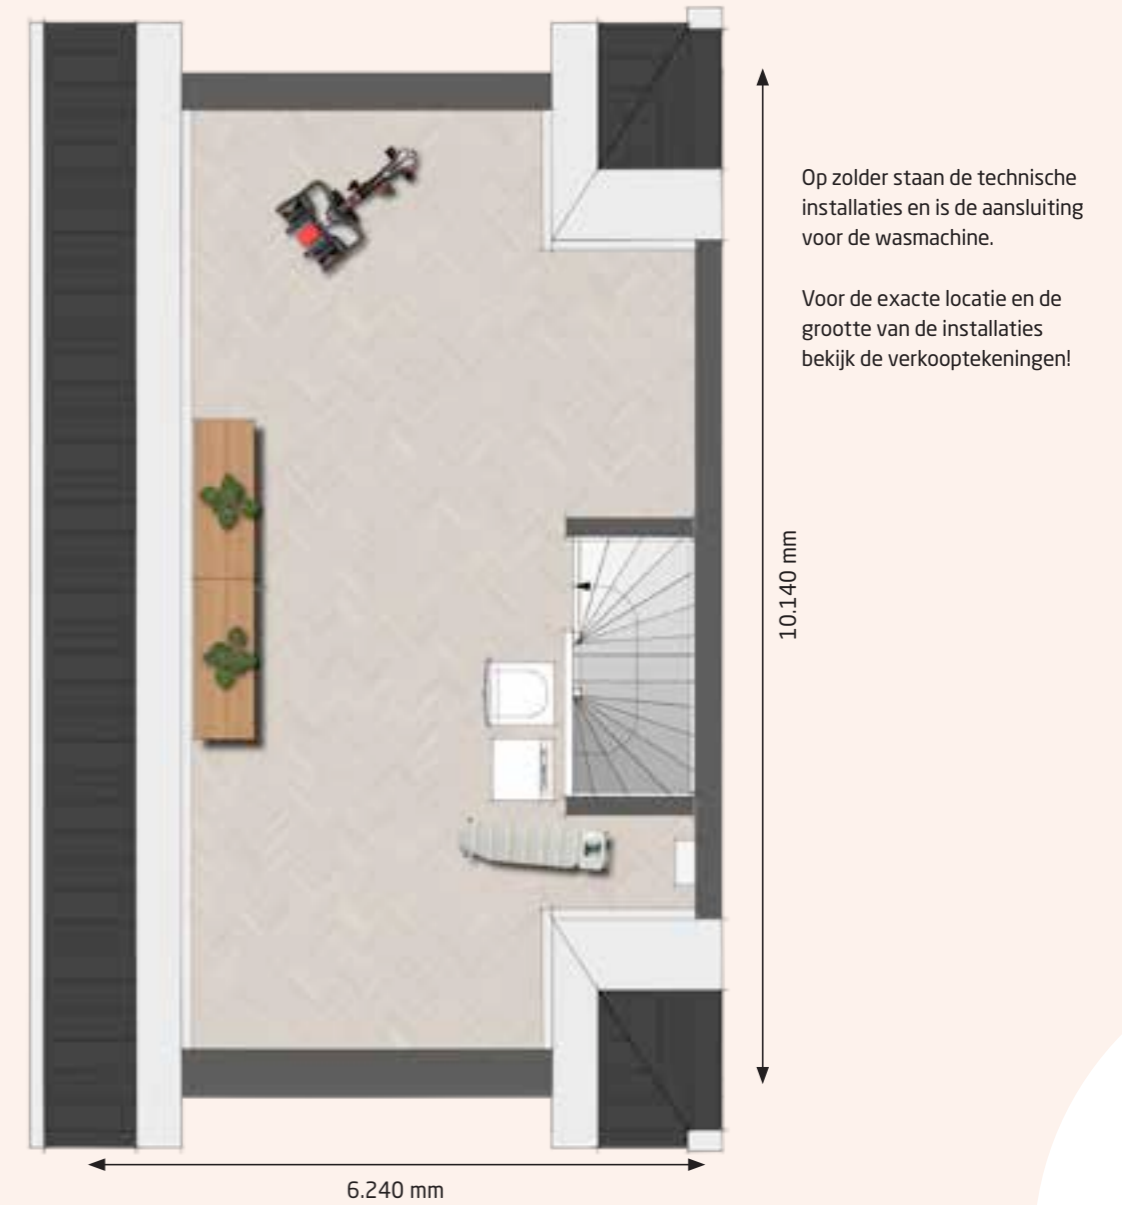 Op zolder staan de technische
installaties en is de aansluiting
voor de wasmachine.
Voor de exacte locatie en de
grootte van de installaties
bekijk de verkooptekeningen!
10.140 mm
6.240 mm